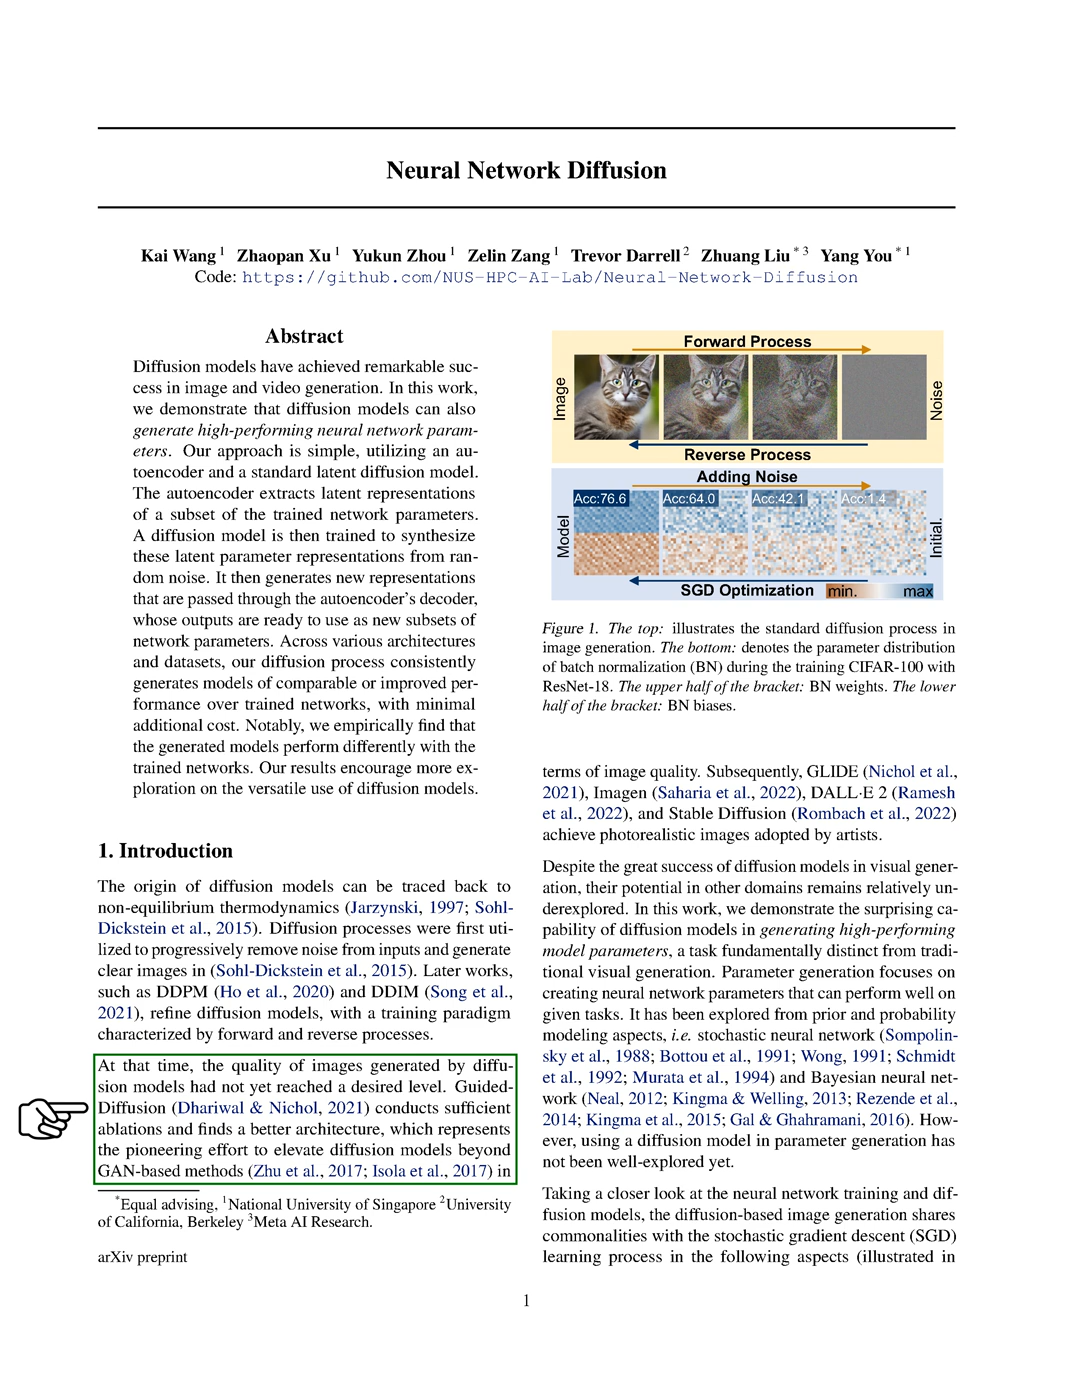 Neural Network Diffusion
Kai Wang 1 Zhaopan Xu 1 Yukun Zhou 1 Zelin Zang 1 Trevor Darrell 2 Zhuang Liu * 3 Yang You * 1
Code: https://github.com/NUS-HPC-AI-Lab/Neural-Network-Diffusion
Abstract
Diffusion models have achieved remarkable suc-
cess in image and video generation. In this work,
we demonstrate that diffusion models can also
generate high-performing neural network param-
eters. Our approach is simple, utilizing an au-
toencoder and a standard latent diffusion model.
The autoencoder extracts latent representations
of a subset of the trained network parameters.
A diffusion model is then trained to synthesize
these latent parameter representations from ran-
dom noise. It then generates new representations
that are passed through the autoencoder's decoder,
whose outputs are ready to use as new subsets of
network parameters. Across various architectures
and datasets, our diffusion process consistently
generates models of comparable or improved per-
formance over trained networks, with minimal
additional cost. Notably, we empirically find that
the generated models perform differently with the
trained networks. Our results encourage more ex-
ploration on the versatile use of diffusion models.
1. Introduction
The origin of diffusion models can be traced back to
non-equilibrium thermodynamics (Jarzynski, 1997; Sohl-
Dickstein et al., 2015). Diffusion processes were first uti-
lized to progressively remove noise from inputs and generate
clear images in (Sohl-Dickstein et al., 2015). Later works,
such as DDPM (Ho et al., 2020) and DDIM (Song et al.,
2021), refine diffusion models, with a training paradigm
characterized by forward and reverse processes.
At that time, the quality of images generated by diffu-
sion models had not yet reached a desired level. Guided-
Diffusion (Dhariwal & Nichol, 2021) conducts sufficient
ablations and finds a better architecture, which represents
the pioneering effort to elevate diffusion models beyond
GAN-based methods (Zhu et al., 2017; Isola et al., 2017) in
*Equal advising, 1National University of Singapore 2University
of California, Berkeley 3Meta AI Research.
arXiv preprint
Forward Process
Image
Noise
Reverse Process
Adding Noise
Acc:76.6 Acc:64.0 Acc:42.1 Acc:1.4
Model
Initial.
SGD Optimization min. max
Figure 1. The top: illustrates the standard diffusion process in
image generation. The bottom: denotes the parameter distribution
of batch normalization (BN) during the training CIFAR-100 with
ResNet-18. The upper half of the bracket: BN weights. The lower
half of the bracket: BN biases.
terms of image quality. Subsequently, GLIDE (Nichol et al.,
2021), Imagen (Saharia et al., 2022), DALL·E 2 (Ramesh
et al., 2022), and Stable Diffusion (Rombach et al., 2022)
achieve photorealistic images adopted by artists.
Despite the great success of diffusion models in visual gener-
ation, their potential in other domains remains relatively un-
derexplored. In this work, we demonstrate the surprising ca-
pability of diffusion models in generating high-performing
model parameters, a task fundamentally distinct from tradi-
tional visual generation. Parameter generation focuses on
creating neural network parameters that can perform well on
given tasks. It has been explored from prior and probability
modeling aspects, i.e. stochastic neural network (Sompolin-
sky et al., 1988; Bottou et al., 1991; Wong, 1991; Schmidt
et al., 1992; Murata et al., 1994) and Bayesian neural net-
work (Neal, 2012; Kingma & Welling, 2013; Rezende et al.,
2014; Kingma et al., 2015; Gal & Ghahramani, 2016). How-
ever, using a diffusion model in parameter generation has
not been well-explored yet.
Taking a closer look at the neural network training and dif-
fusion models, the diffusion-based image generation shares
commonalities with the stochastic gradient descent (SGD)
learning process in the following aspects (illustrated in
1